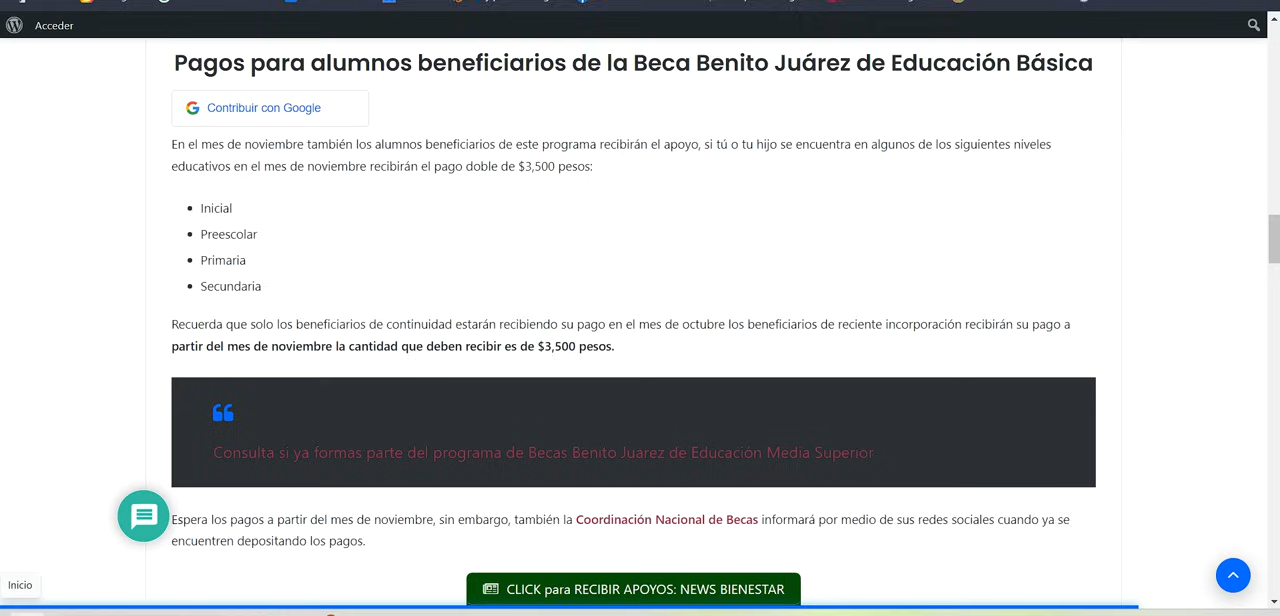 Acceder
Pagos para alumnos beneficiarios de la Beca Benito Juárez de Educación Básica
Contribuir con Google
En el mes de noviembre también los alumnos beneficiarios de este programa recibirán el apoyo, si tú o tu hijo se encuentra en algunos de los siguientes niveles
educativos en el mes de noviembre recibirán el pago doble de $3,500 pesos:
Inicial
Preescolar
Primaria
Secundaria
Recuerda que solo los beneficiarios de continuidad estarán recibiendo su pago en el mes de octubre los beneficiarios de reciente incorporación recibirán su pago a
partir del mes de noviembre la cantidad que deben recibir es de $3,500 pesos.
Consulta si ya formas parte del programa de Becas Benito Juarez de Educación Media Superior
Espera los pagos a partir del mes de noviembre, sin embargo, también la Coordinación Nacional de Becas informará por medio de sus redes sociales cuando ya se
encuentren depositando los pagos.
Inicio
CLICK para RECIBIR APOYOS: NEWS BIENESTAR